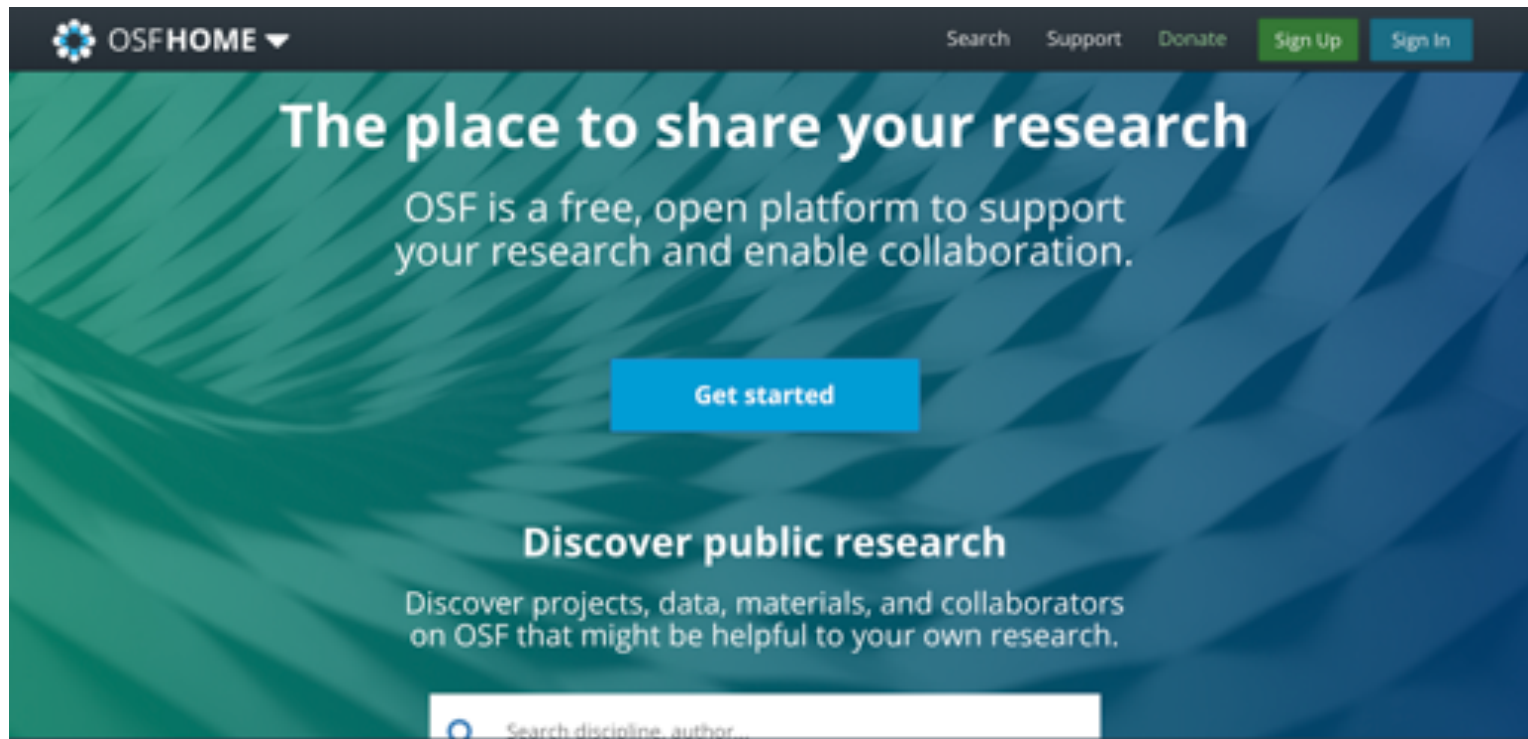 OSFHOME
Search Support Donate Sign Up Sign In
The place to share your research
OSF is a free, open platform to support
your research and enable collaboration.
Get started
Discover public research
Discover projects, data, materials, and collaborators
on OSF that might be helpful to your own research.
Search discipline, author...